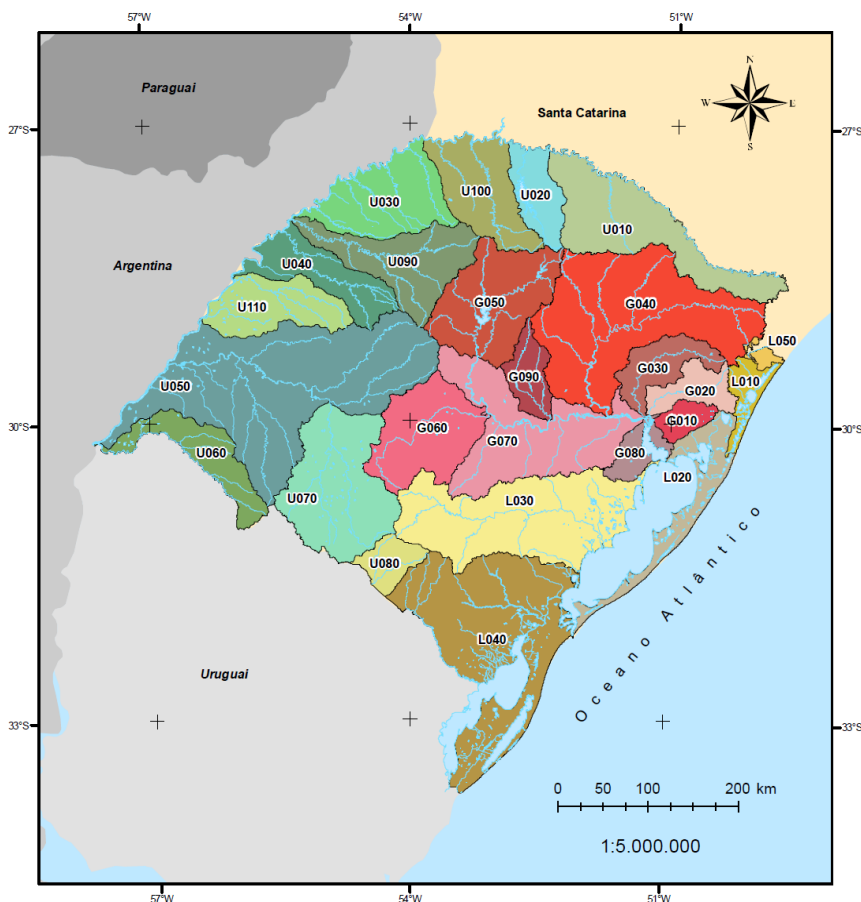 57°W 54°W 51°W
Paraguai
N
Santa Catarina
W E
27°S 27°S
S
U030
U100
U020
U010
Argentina
U040
U090
U110
G050
G040
L050
G030
L010
U050
G090
G020
G010
30°S 30°S
G060
G070
U060
G080
L020
U070
L030
U080
Oceano Atlântico
L040
Uruguai
33°S 33°S
0 50 100 200 km
1:5.000.000
57°W 54°W 51°W